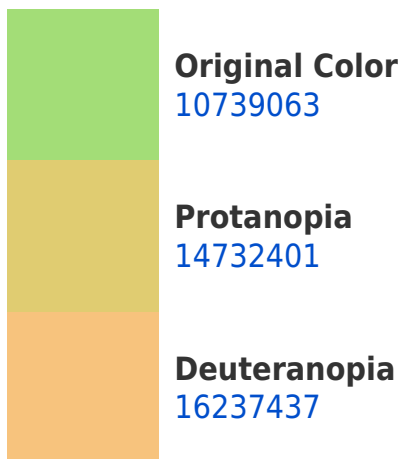 Original Color
10739063
Protanopia
14732401
Deuteranopia
16237437